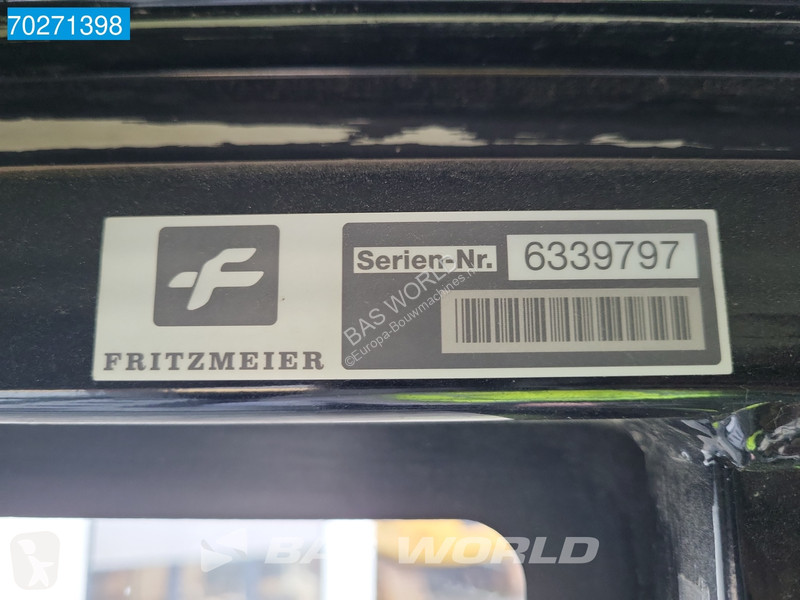 70271398
Serien-Nr. 6339797
BAS WORLD
©Europa-Bouwmachines.nl
FRITZMEIER
BAS WORLD